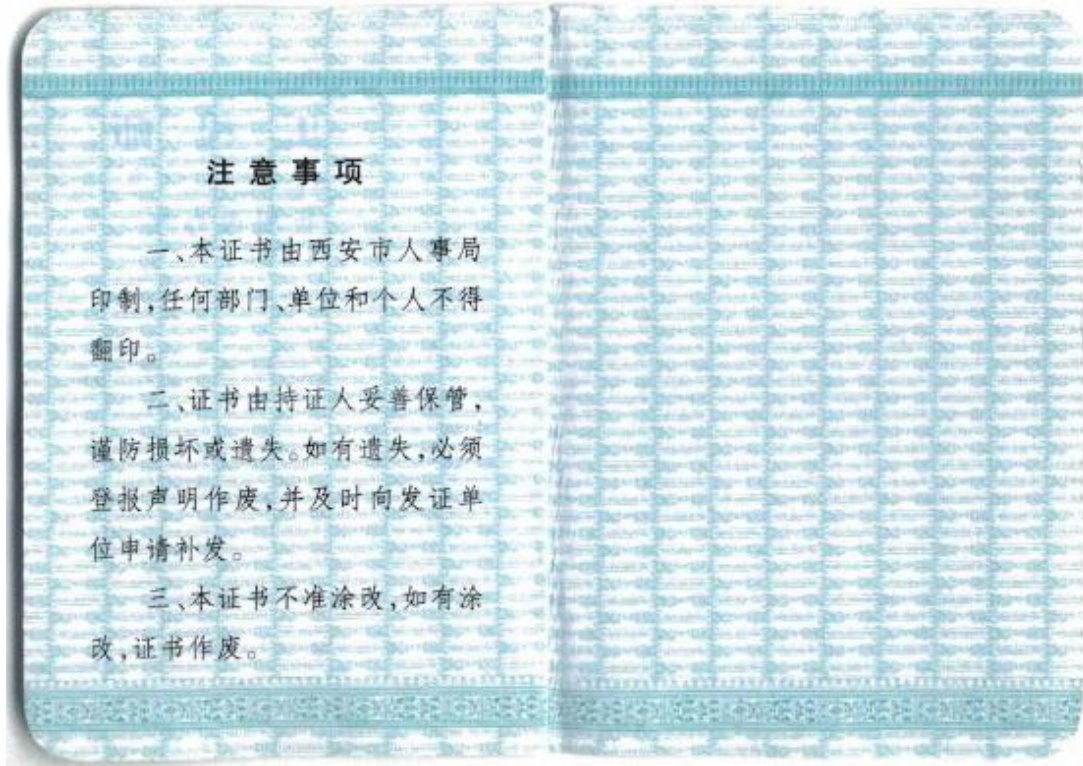 注意事项
一、本证书由西安市人事局
印制,任何部门、单位和个人不得
翻印。
二、证书由持证人妥善保管,
谨防损坏或遗失。如有遗失,必须
登报声明作废,并及时向发证单
位申请补发。
三、本证书不准涂改,如有涂
改,证书作废。